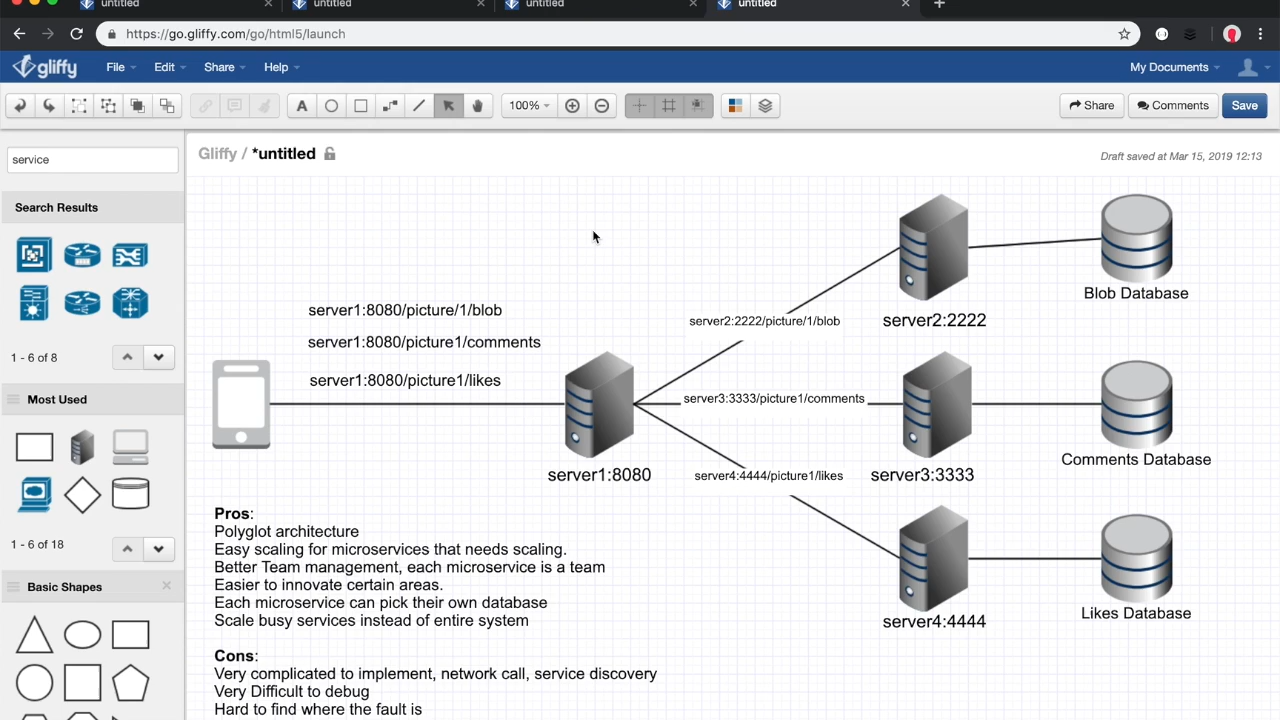 untitled
untitled
untitled
untitled
https://go.gliffy.com/go/html5/launch
gliffy
File
Edit
Share
Help
My Documents
A
100%
Share
Comments
Save
service
Gliffy / *untitled
Draft saved at Mar 15, 2019 12:13
Search Results
1 - 6 of 8
Most Used
1 - 6 of 18
Basic Shapes
server1:8080/picture/1/blob
server1:8080/picture1/comments
server1:8080/picture1/likes
server1:8080
server2:2222/picture/1/blob
server3:3333/picture1/comments
server4:4444/picture1/likes
server2:2222
server3:3333
server4:4444
Blob Database
Comments Database
Likes Database
Pros:
Polyglot architecture
Easy scaling for microservices that needs scaling.
Better Team management, each microservice is a team
Easier to innovate certain areas.
Each microservice can pick their own database
Scale busy services instead of entire system
Cons:
Very complicated to implement, network call, service discovery
Very Difficult to debug
Hard to find where the fault is